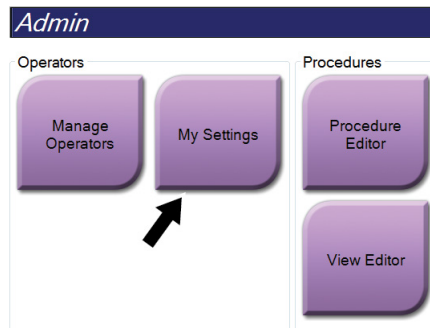 Admin
Operators
Procedures
Manage
Operators
My Settings
Procedure
Editor
View Editor